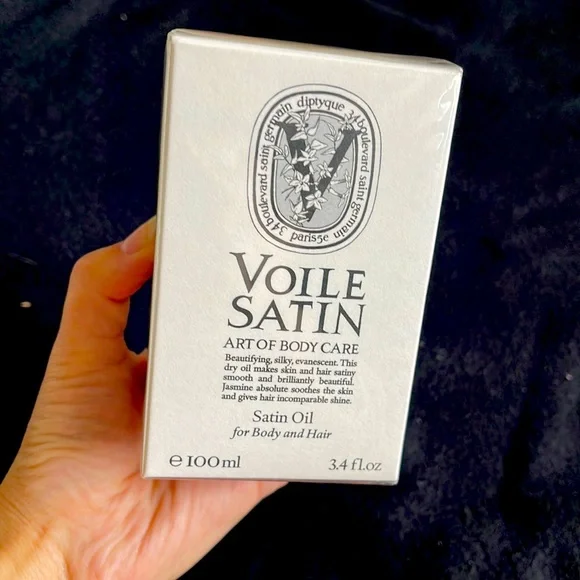 diptyque 34 boulevard saint germain paris5e 34 boulevard saint germain
VOILE
SATIN
ART OF BODY CARE
Beautifying, silky, evanescent. This
dry oil makes skin and hair satiny
smooth and brilliantly beautiful.
Jasmine absolute soothes the skin
and gives hair incomparable shine.
Satin Oil
for Body and Hair
e 100 ml 3.4 fl.oz